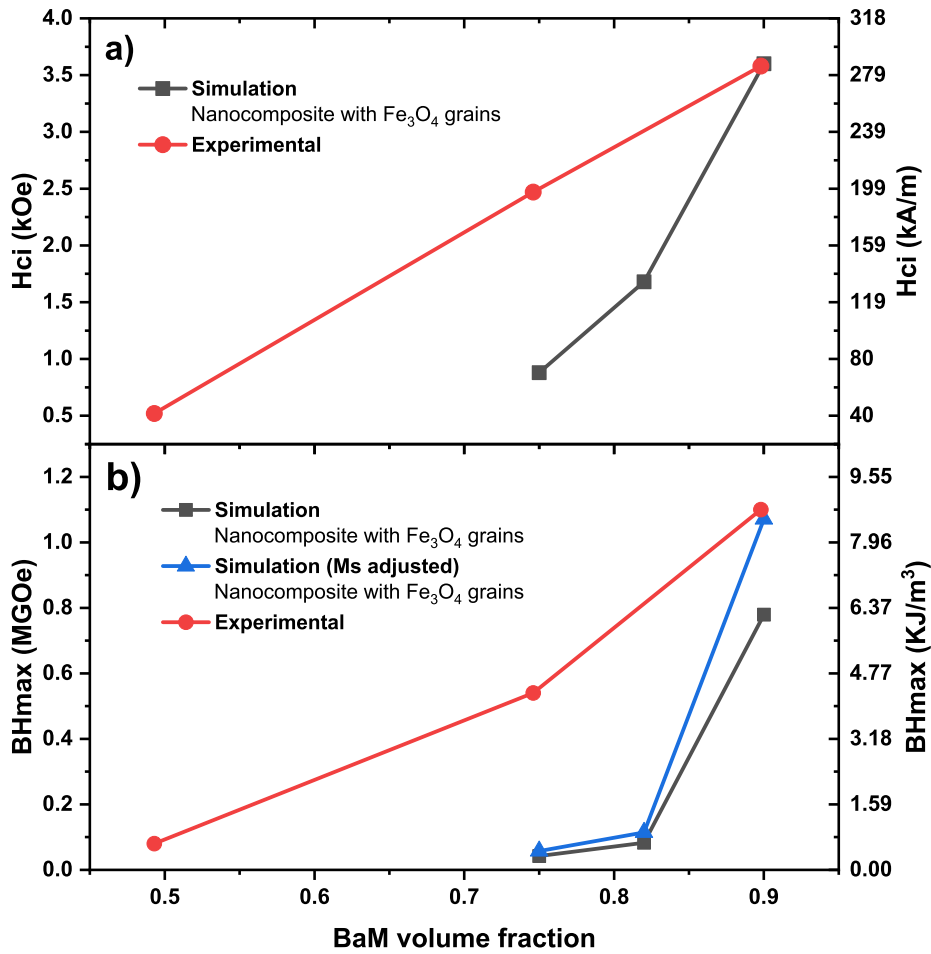 a)
Simulation
Nanocomposite with Fe₃O₄ grains
Experimental
Hci (kOe)
4.0
3.5
3.0
2.5
2.0
1.5
1.0
0.5
Hci (kA/m)
318
279
239
199
159
119
80
40
b)
Simulation
Nanocomposite with Fe₃O₄ grains
Simulation (Ms adjusted)
Nanocomposite with Fe₃O₄ grains
Experimental
BHmax (MGOe)
1.2
1.0
0.8
0.6
0.4
0.2
0.0
BHmax (KJ/m³)
9.55
7.96
6.37
4.77
3.18
1.59
0.00
0.5 0.6 0.7 0.8 0.9
BaM volume fraction